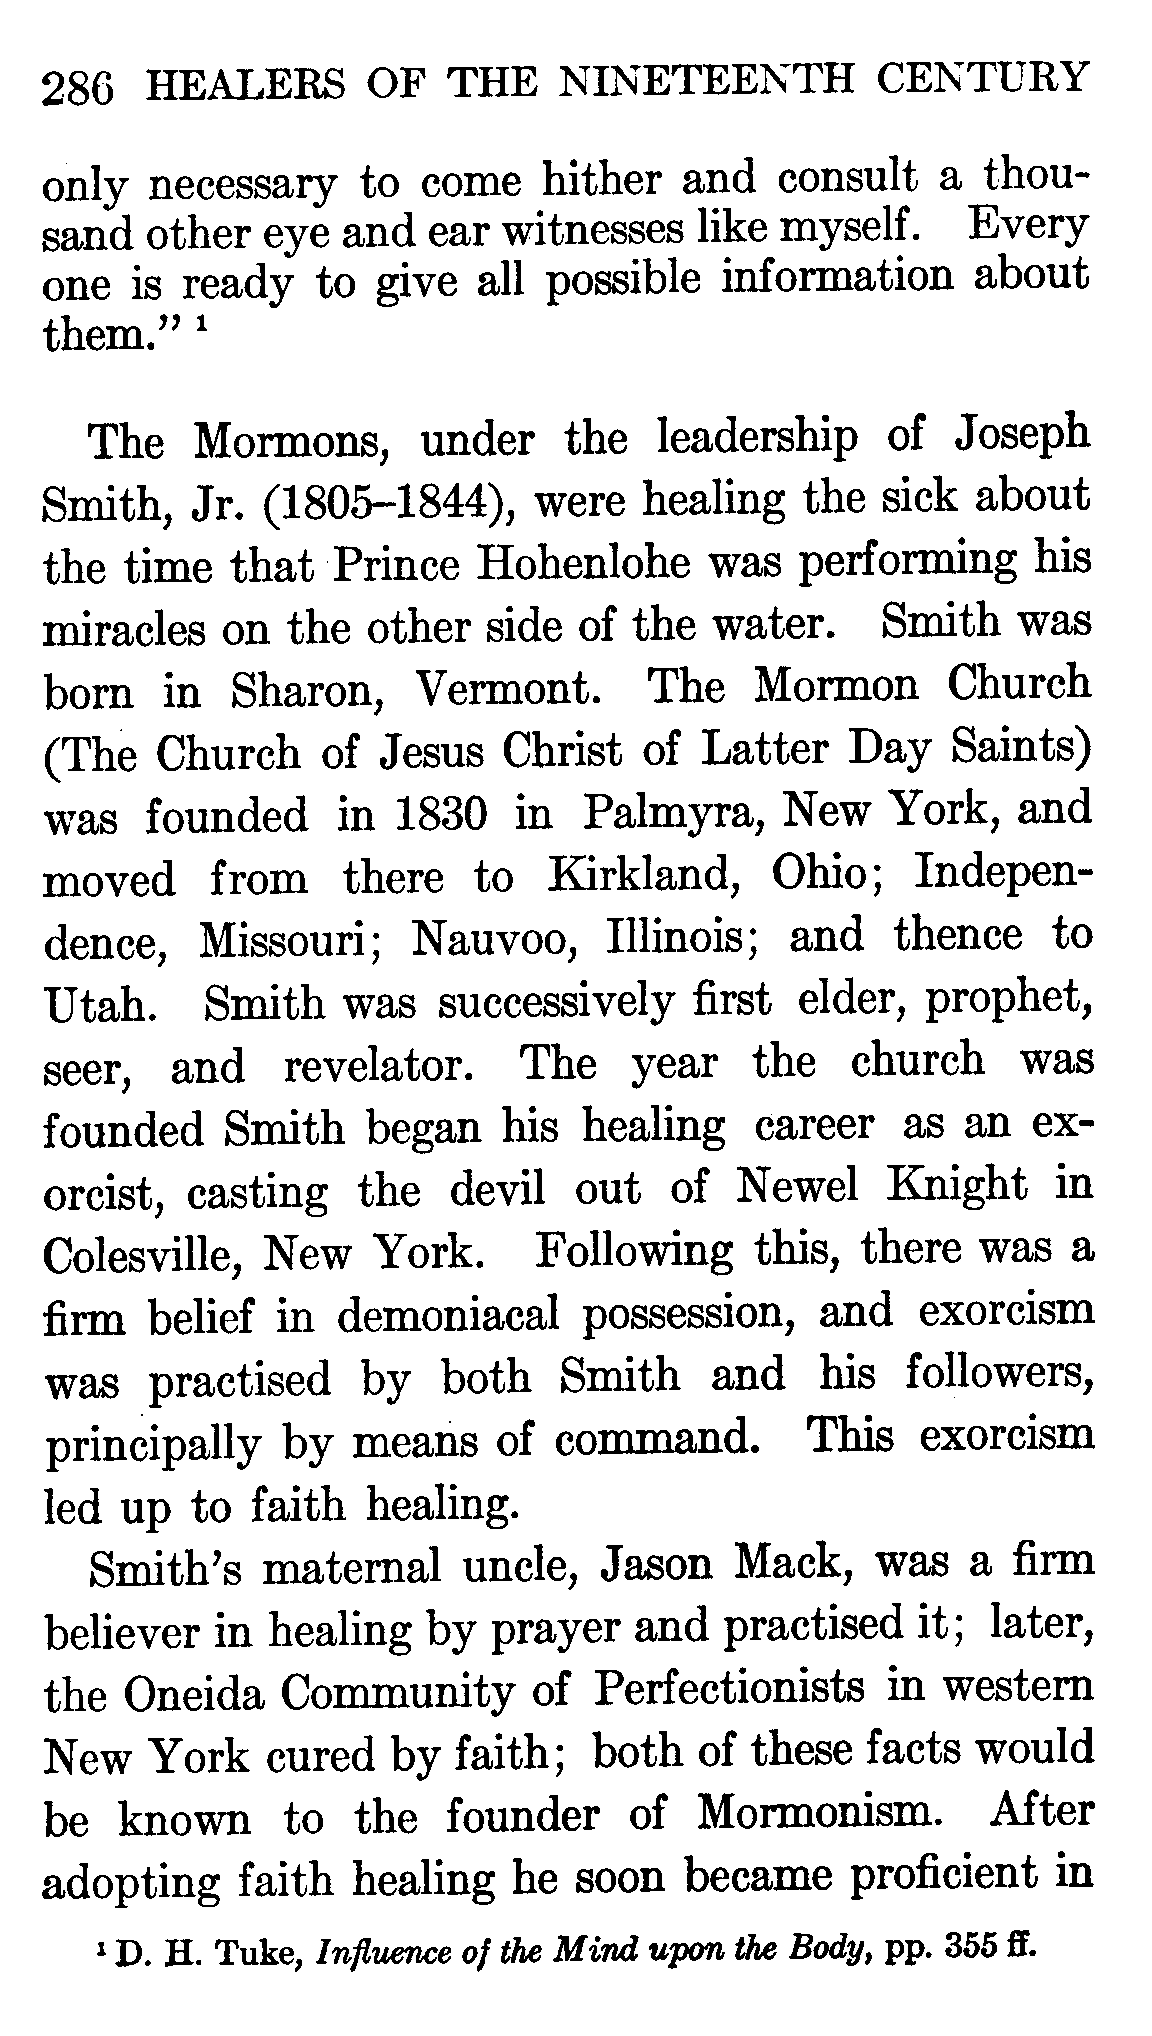 286 HEALERS OF THE NINETEENTH CENTURY
only necessary to come hither and consult a thou-
sand other eye and ear witnesses like myself. Every
one is ready to give all possible information about
them.” ¹
The Mormons, under the leadership of Joseph
Smith, Jr. (1805–1844), were healing the sick about
the time that Prince Hohenlohe was performing his
miracles on the other side of the water. Smith was
born in Sharon, Vermont. The Mormon Church
(The Church of Jesus Christ of Latter Day Saints)
was founded in 1830 in Palmyra, New York, and
moved from there to Kirkland, Ohio; Indepen-
dence, Missouri; Nauvoo, Illinois; and thence to
Utah. Smith was successively first elder, prophet,
seer, and revelator. The year the church was
founded Smith began his healing career as an ex-
orcist, casting the devil out of Newel Knight in
Colesville, New York. Following this, there was a
firm belief in demoniacal possession, and exorcism
was practised by both Smith and his followers,
principally by means of command. This exorcism
led up to faith healing.
Smith’s maternal uncle, Jason Mack, was a firm
believer in healing by prayer and practised it; later,
the Oneida Community of Perfectionists in western
New York cured by faith; both of these facts would
be known to the founder of Mormonism. After
adopting faith healing he soon became proficient in
¹ D. H. Tuke, Influence of the Mind upon the Body, pp. 355 ff.